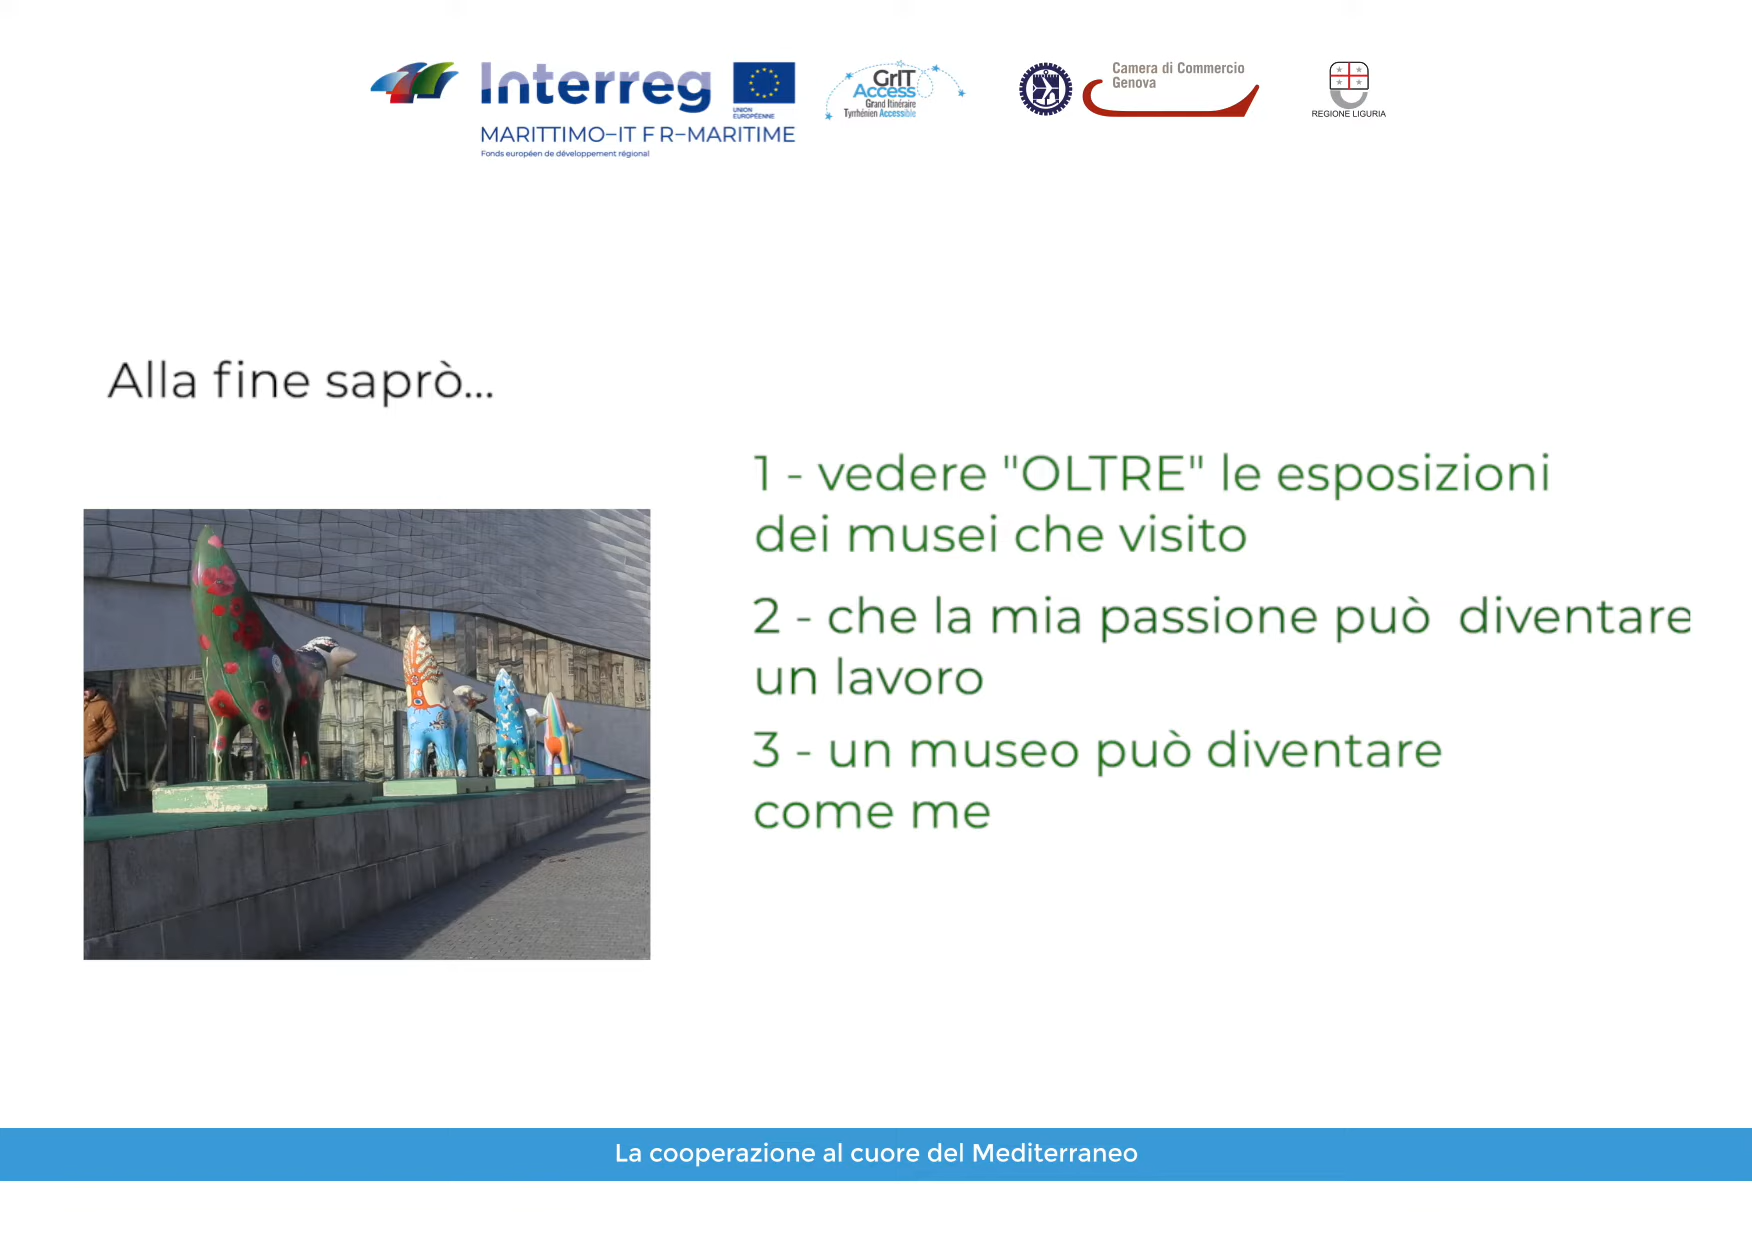 Interreg
UNION
EUROPÉENNE
MARITTIMO-IT FR-MARITIME
Fonds européen de développement régional
GrIT
Access
Grand Itinéraire
Tyrrhénien Accessible
Camera di Commercio
Genova
REGIONE LIGURIA
Alla fine saprò...
1 - vedere "OLTRE" le esposizioni
dei musei che visito
2 - che la mia passione può diventare
un lavoro
3 - un museo può diventare
come me
La cooperazione al cuore del Mediterraneo